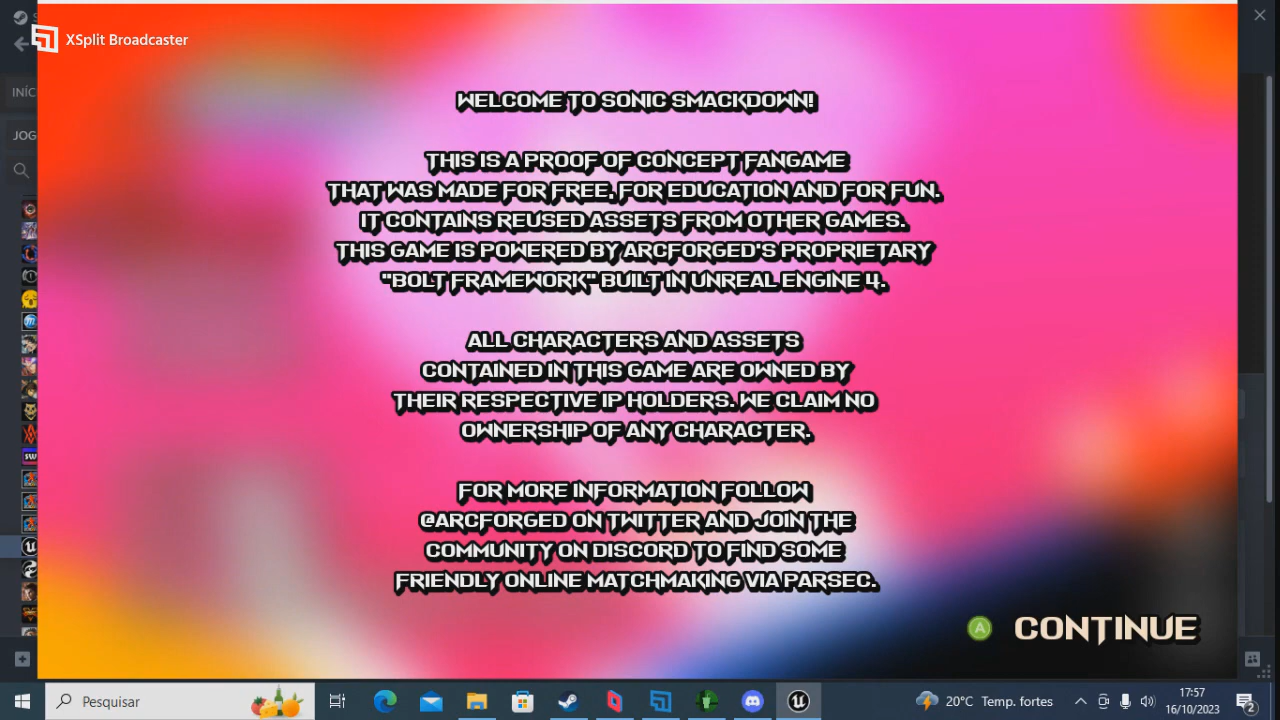 XSplit Broadcaster
INÍC
JOG
WELCOME TO SONIC SMACKDOWN!
THIS IS A PROOF OF CONCEPT FANGAME
THAT WAS MADE FOR FREE, FOR EDUCATION AND FOR FUN.
IT CONTAINS REUSED ASSETS FROM OTHER GAMES.
THIS GAME IS POWERED BY ARCFORGED'S PROPRIETARY
"BOLT FRAMEWORK" BUILT IN UNREAL ENGINE 4.
ALL CHARACTERS AND ASSETS
CONTAINED IN THIS GAME ARE OWNED BY
THEIR RESPECTIVE IP HOLDERS. WE CLAIM NO
OWNERSHIP OF ANY CHARACTER.
FOR MORE INFORMATION FOLLOW
@ARCFORGED ON TWITTER AND JOIN THE
COMMUNITY ON DISCORD TO FIND SOME
FRIENDLY ONLINE MATCHMAKING VIA PARSEC.
A CONTINUE
Pesquisar
20°C Temp. fortes
17:57
16/10/2023
2